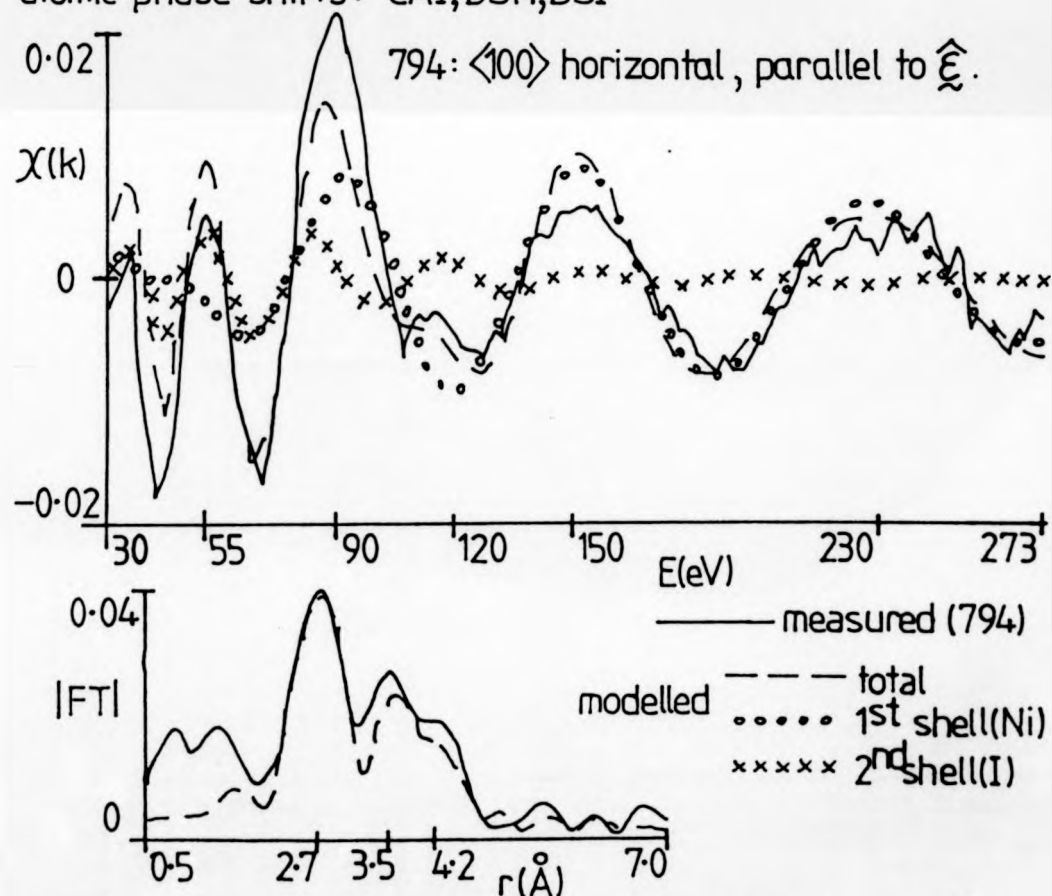 0·02
794: <100> horizontal, parallel to ε̂.
χ(k)
0
-0·02
30 55 90 120 150 230 273
E(eV)
0·04
measured (794)
|FT|
modelled
total
1st shell(Ni)
2nd shell(I)
0
0·5 2·7 3·5 4·2 7·0
r(Å)